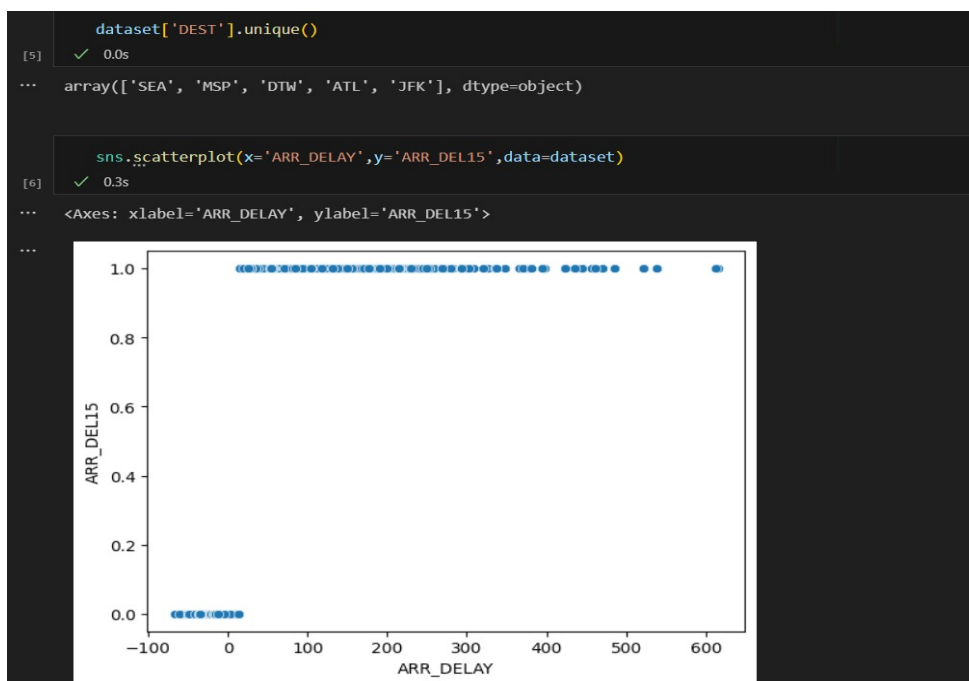 dataset['DEST'].unique()
[5] ✓ 0.0s
... array(['SEA', 'MSP', 'DTW', 'ATL', 'JFK'], dtype=object)
sns.scatterplot(x='ARR_DELAY',y='ARR_DEL15',data=dataset)
[6] ✓ 0.3s
... <Axes: xlabel='ARR_DELAY', ylabel='ARR_DEL15'>
...
1.0
0.8
0.6
0.4
0.2
0.0
ARR_DEL15
−100 0 100 200 300 400 500 600
ARR_DELAY